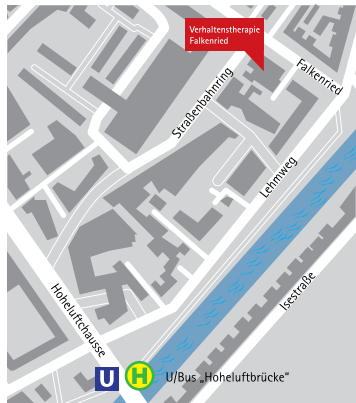 Verhaltenstherapie
Falkenried
Falkenried
Straßenbahnring
Lehmweg
Isestraße
Hoheluftchausse
U H U/Bus „Hoheluftbrücke“